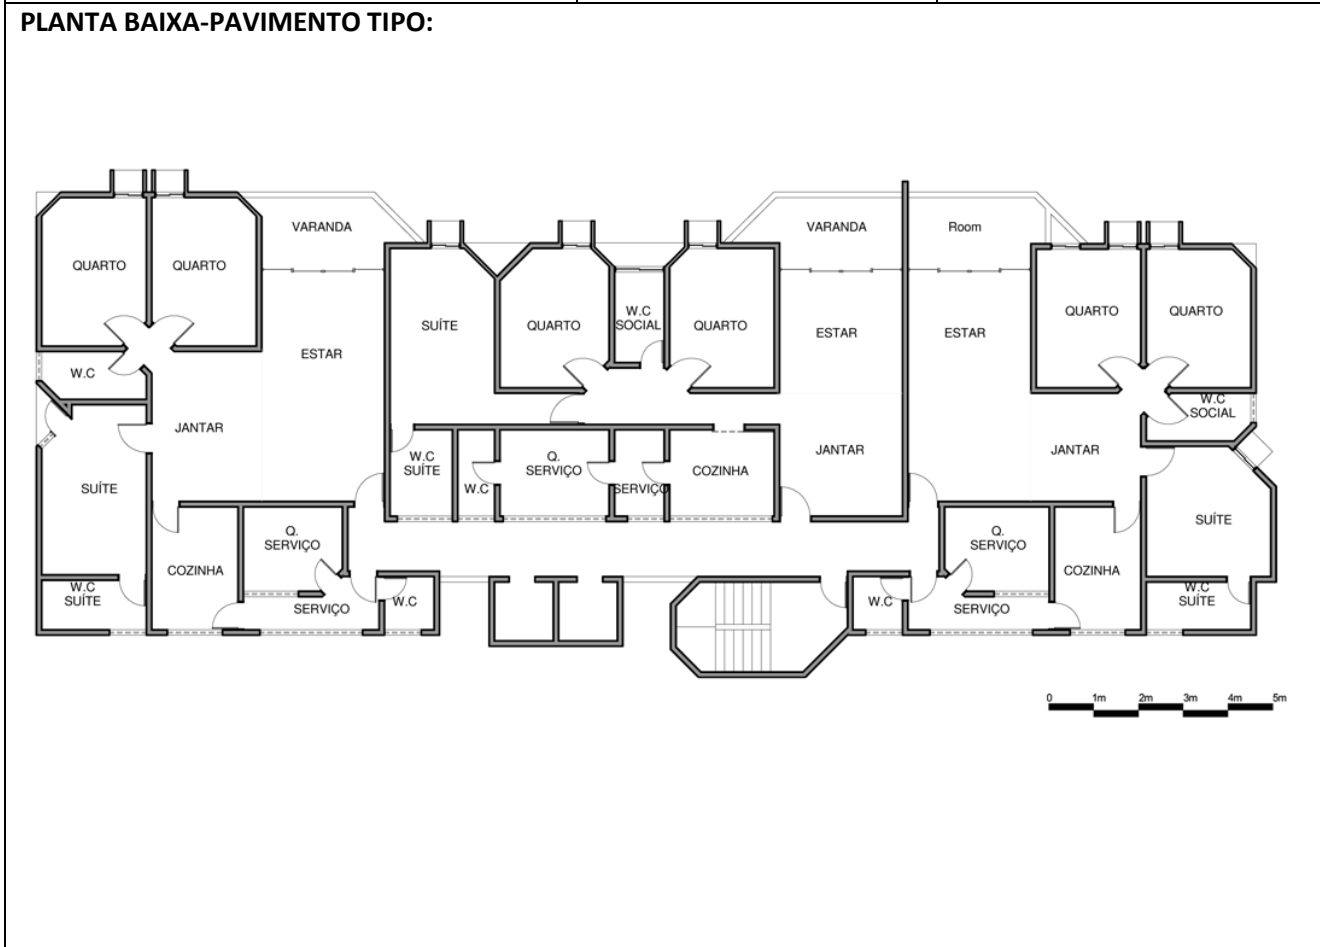 PLANTA BAIXA-PAVIMENTO TIPO:
VARANDA
VARANDA
Room
QUARTO
QUARTO
SUÍTE
QUARTO
W.C
SOCIAL
QUARTO
ESTAR
ESTAR
QUARTO
QUARTO
ESTAR
W.C
JANTAR
W.C
SOCIAL
JANTAR
JANTAR
W.C
SUÍTE
W.C
Q.
SERVIÇO
SERVIÇO
COZINHA
SUÍTE
SUÍTE
Q.
SERVIÇO
Q.
SERVIÇO
COZINHA
COZINHA
W.C
SUÍTE
SERVIÇO
W.C
W.C
SERVIÇO
W.C
SUÍTE
0 1m 2m 3m 4m 5m